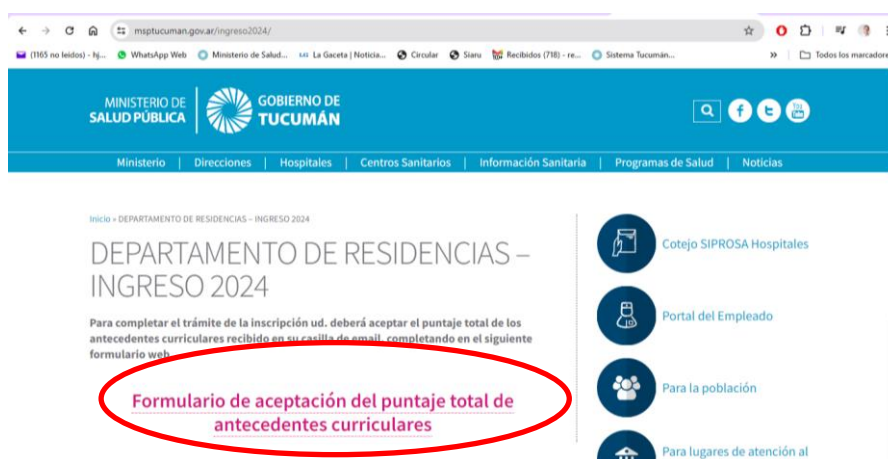 msptucuman.gov.ar/ingreso2024/
(1165 no leídos) - hj...
WhatsApp Web
Ministerio de Salud...
La Gaceta | Noticia...
Circular
Siaru
Recibidos (718) - re...
Sistema Tucumán...
»
Todos los marcadore
MINISTERIO DE
SALUD PÚBLICA
GOBIERNO DE
TUCUMÁN
Ministerio | Direcciones | Hospitales | Centros Sanitarios | Información Sanitaria | Programas de Salud | Noticias
Inicio » DEPARTAMENTO DE RESIDENCIAS – INGRESO 2024
DEPARTAMENTO DE RESIDENCIAS –
INGRESO 2024
Para completar el trámite de la inscripción ud. deberá aceptar el puntaje total de los
antecedentes curriculares recibido en su casilla de email, completando en el siguiente
formulario web
Formulario de aceptación del puntaje total de
antecedentes curriculares
Cotejo SIPROSA Hospitales
Portal del Empleado
Para la población
Para lugares de atención al